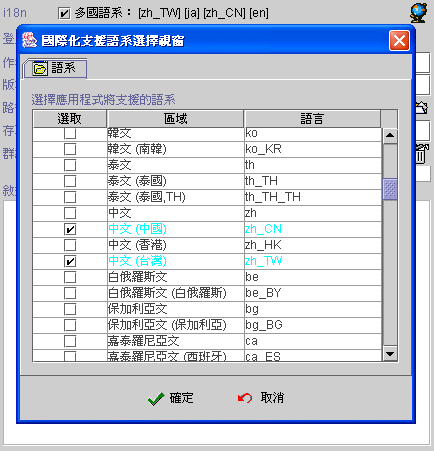 i18n 多國語系： [zh_TW] [ja] [zh_CN] [en]
國際化支援語系選擇視窗
登
作
版
路
存
群
敘
語系
選擇應用程式將支援的語系
選取 區域 語言
韓文 ko
韓文 (南韓) ko_KR
泰文 th
泰文 (泰國) th_TH
泰文 (泰國,TH) th_TH_TH
中文 zh
中文 (中國) zh_CN
中文 (香港) zh_HK
中文 (台灣) zh_TW
白俄羅斯文 be
白俄羅斯文 (白俄羅斯) be_BY
保加利亞文 bg
保加利亞文 (保加利亞) bg_BG
嘉泰羅尼亞文 ca
嘉泰羅尼亞文 (西班牙) ca_ES
確定 取消